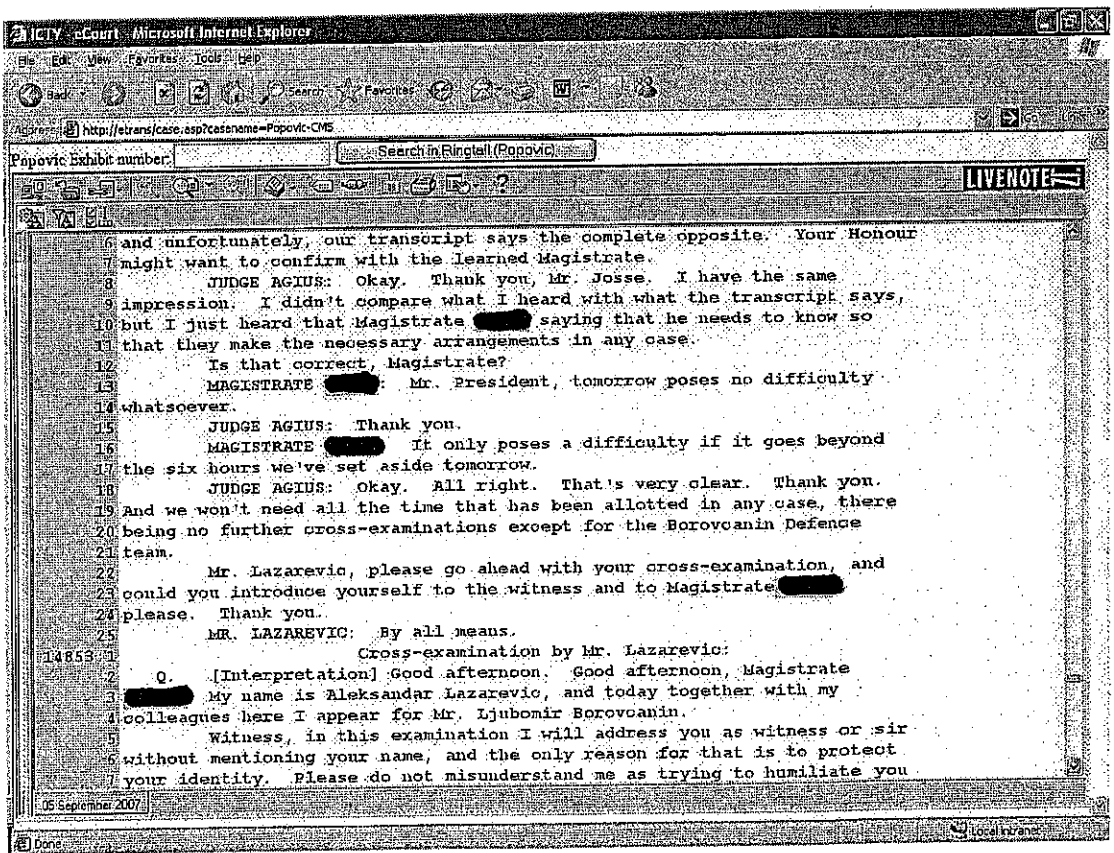 ICTY eCourt Microsoft Internet Explorer
File Edit View Favorites Tools Help
Back Search Favorites
Address http://etrans/case.asp?casename=Popovic-CMS Go
Popovic Exhibit number: Search in Ringtail (Popovic)
LIVENOTE
6 and unfortunately, our transcript says the complete opposite. Your Honour
7 might want to confirm with the learned Magistrate.
8 JUDGE AGIUS: Okay. Thank you, Mr. Josse. I have the same
9 impression. I didn't compare what I heard with what the transcript says,
10 but I just heard that Magistrate saying that he needs to know so
11 that they make the necessary arrangements in any case.
12 Is that correct, Magistrate?
13 MAGISTRATE : Mr. President, tomorrow poses no difficulty
14 whatsoever.
15 JUDGE AGIUS: Thank you.
16 MAGISTRATE It only poses a difficulty if it goes beyond
17 the six hours we've set aside tomorrow.
18 JUDGE AGIUS: Okay. All right. That's very clear. Thank you.
19 And we won't need all the time that has been allotted in any case, there
20 being no further cross-examinations except for the Borovcanin Defence
21 team.
22 Mr. Lazarevic, please go ahead with your cross-examination, and
23 could you introduce yourself to the witness and to Magistrate
24 please. Thank you.
25 MR. LAZAREVIC: By all means.
14853 1 Cross-examination by Mr. Lazarevic:
2 Q. [Interpretation] Good afternoon. Good afternoon, Magistrate
3 My name is Aleksandar Lazarevic, and today together with my
4 colleagues here I appear for Mr. Ljubomir Borovcanin.
5 Witness, in this examination I will address you as witness or sir
6 without mentioning your name, and the only reason for that is to protect
7 your identity. Please do not misunderstand me as trying to humiliate you
05 September 2007
Done Local intranet